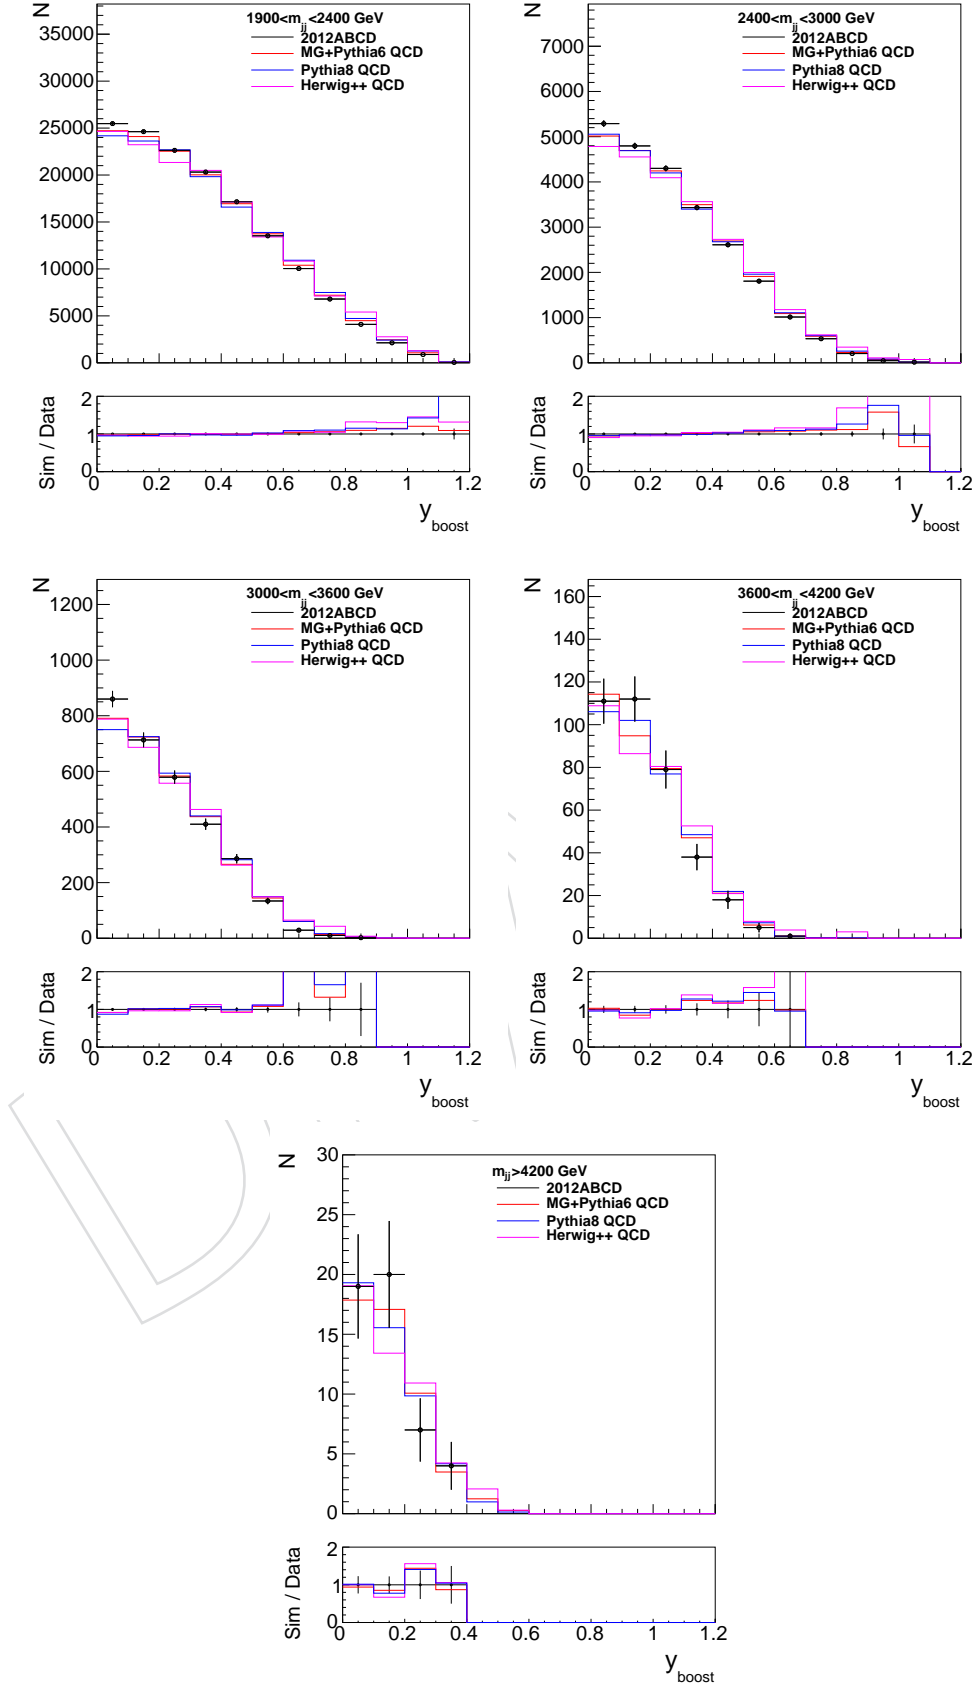 N
1900<m_jj<2400 GeV
2012ABCD
MG+Pythia6 QCD
Pythia8 QCD
Herwig++ QCD
35000
30000
25000
20000
15000
10000
5000
0
Sim / Data
2
1
0
0 0.2 0.4 0.6 0.8 1 1.2
y_boost
N
2400<m_jj<3000 GeV
2012ABCD
MG+Pythia6 QCD
Pythia8 QCD
Herwig++ QCD
7000
6000
5000
4000
3000
2000
1000
0
Sim / Data
2
1
0
0 0.2 0.4 0.6 0.8 1 1.2
y_boost
N
3000<m_jj<3600 GeV
2012ABCD
MG+Pythia6 QCD
Pythia8 QCD
Herwig++ QCD
1200
1000
800
600
400
200
0
Sim / Data
2
1
0
0 0.2 0.4 0.6 0.8 1 1.2
y_boost
N
3600<m_jj<4200 GeV
2012ABCD
MG+Pythia6 QCD
Pythia8 QCD
Herwig++ QCD
160
140
120
100
80
60
40
20
0
Sim / Data
2
1
0
0 0.2 0.4 0.6 0.8 1 1.2
y_boost
N
m_jj>4200 GeV
2012ABCD
MG+Pythia6 QCD
Pythia8 QCD
Herwig++ QCD
30
25
20
15
10
5
0
Sim / Data
2
1
0
0 0.2 0.4 0.6 0.8 1 1.2
y_boost